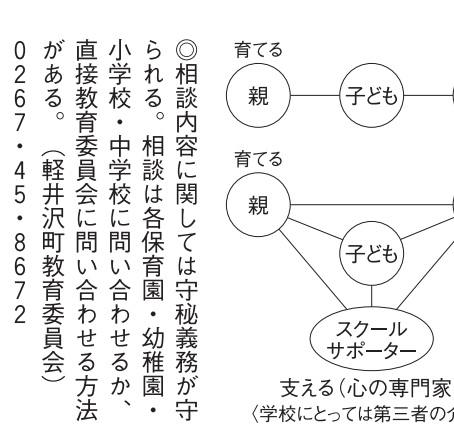 育てる
親
子ども
育てる
親
子ども
スクール
サポーター
支える（心の専門家
〈学校にとっては第三者の
◎相談内容に関しては守秘義務が守
られる。相談は各保育園・幼稚園・
小学校・中学校に問い合わせるか、
直接教育委員会に問い合わせる方法
がある。（軽井沢町教育委員会）
0267・45・8672